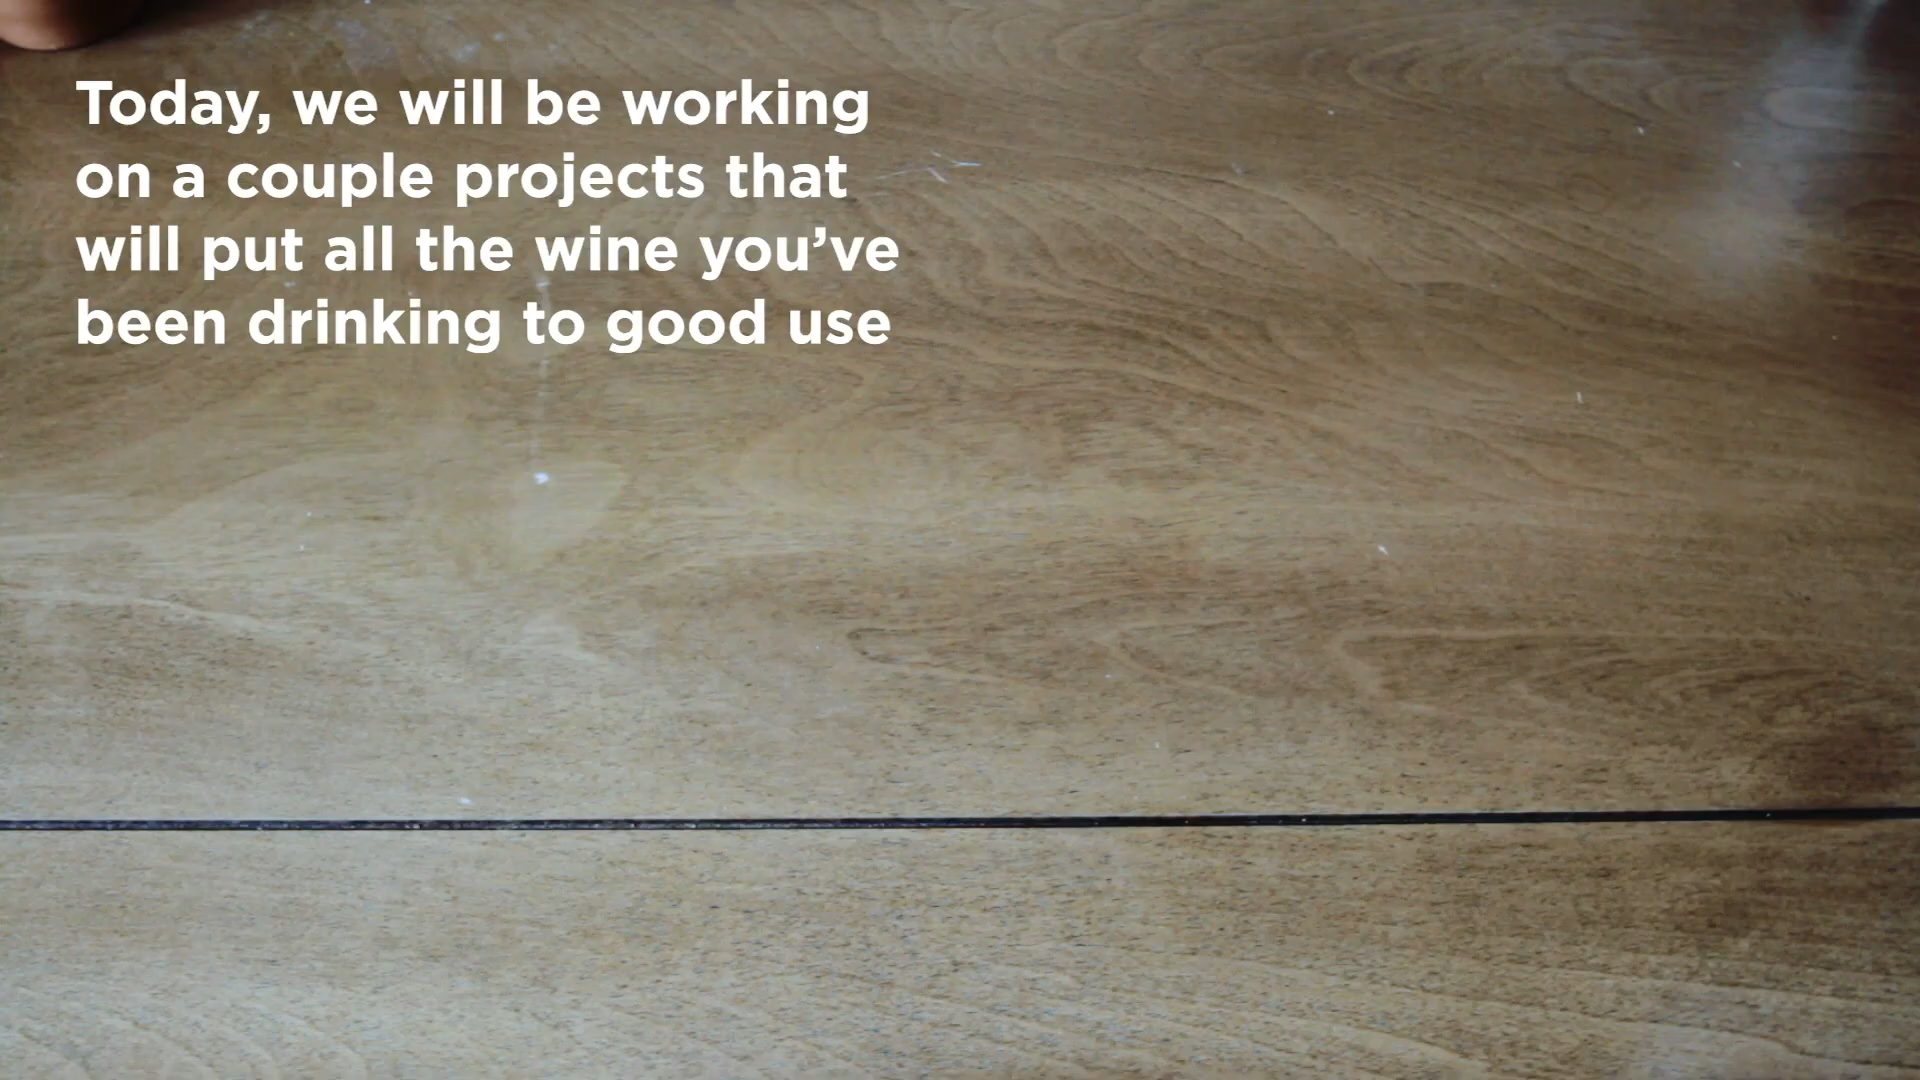 Today, we will be working
on a couple projects that
will put all the wine you’ve
been drinking to good use